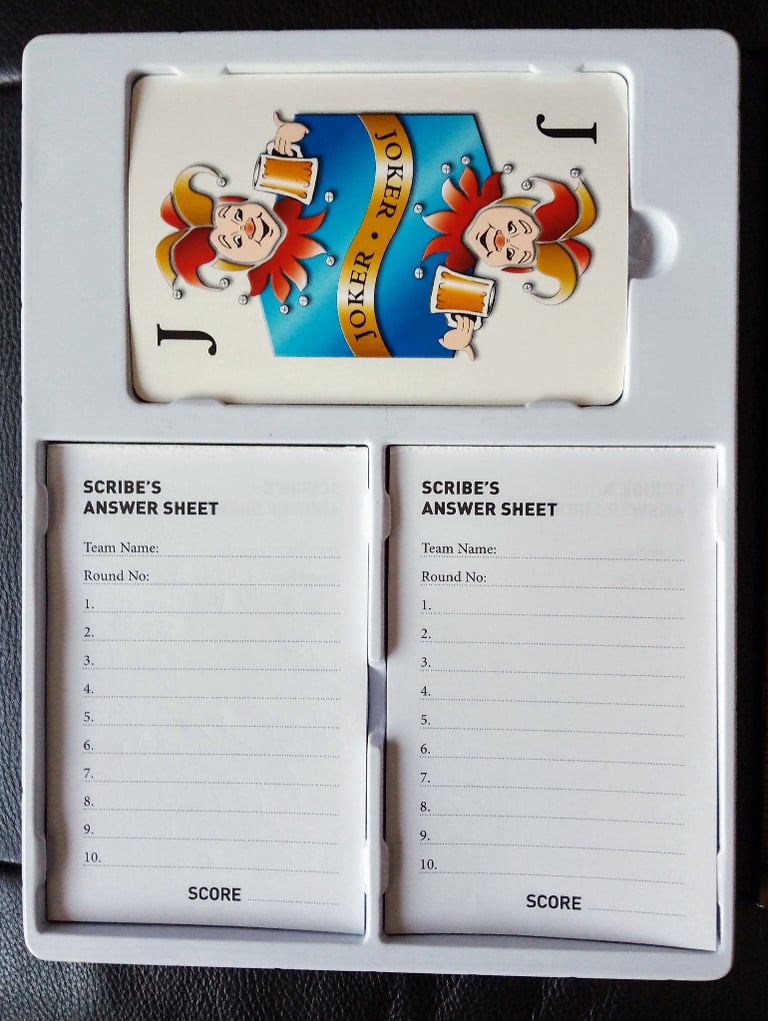 J
JOKER • JOKER
J
SCRIBE'S
ANSWER SHEET
Team Name:
Round No:
1.
2.
3.
4.
5.
6.
7.
8.
9.
10.
SCORE
SCRIBE'S
ANSWER SHEET
Team Name:
Round No:
1.
2.
3.
4.
5.
6.
7.
8.
9.
10.
SCORE